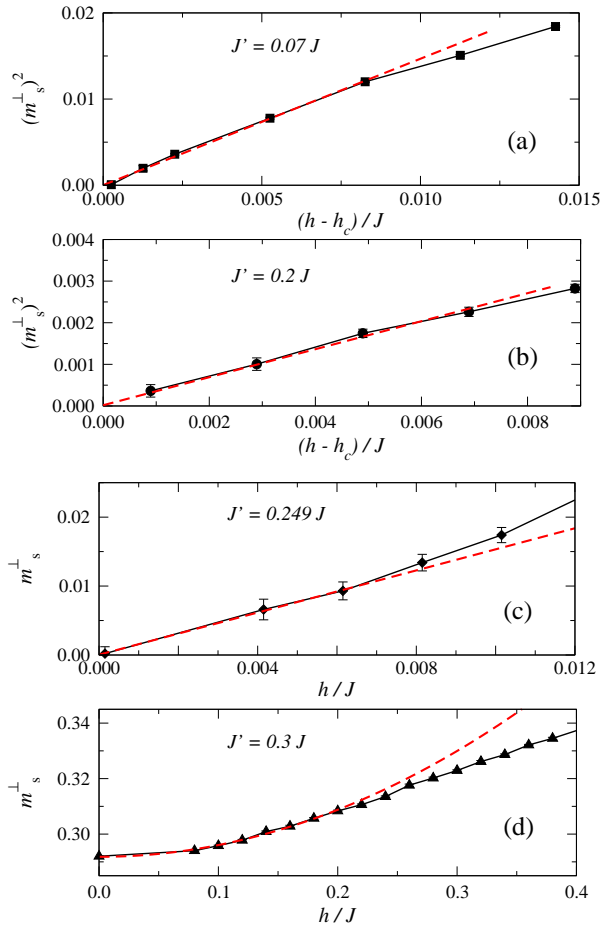 0.02
J' = 0.07 J
(m⊥s)²
0.01
(a)
0.00
0.000 0.005 0.010 0.015
(h - hc) / J
0.004
J' = 0.2 J
0.003
(m⊥s)²
0.002
0.001
(b)
0.000
0.000 0.002 0.004 0.006 0.008
(h - hc) / J
0.02
J' = 0.249 J
m⊥s
0.01
(c)
0.00
0.000 0.004 0.008 0.012
h / J
0.34
J' = 0.3 J
m⊥s
0.32
0.30
(d)
0.0 0.1 0.2 0.3 0.4
h / J